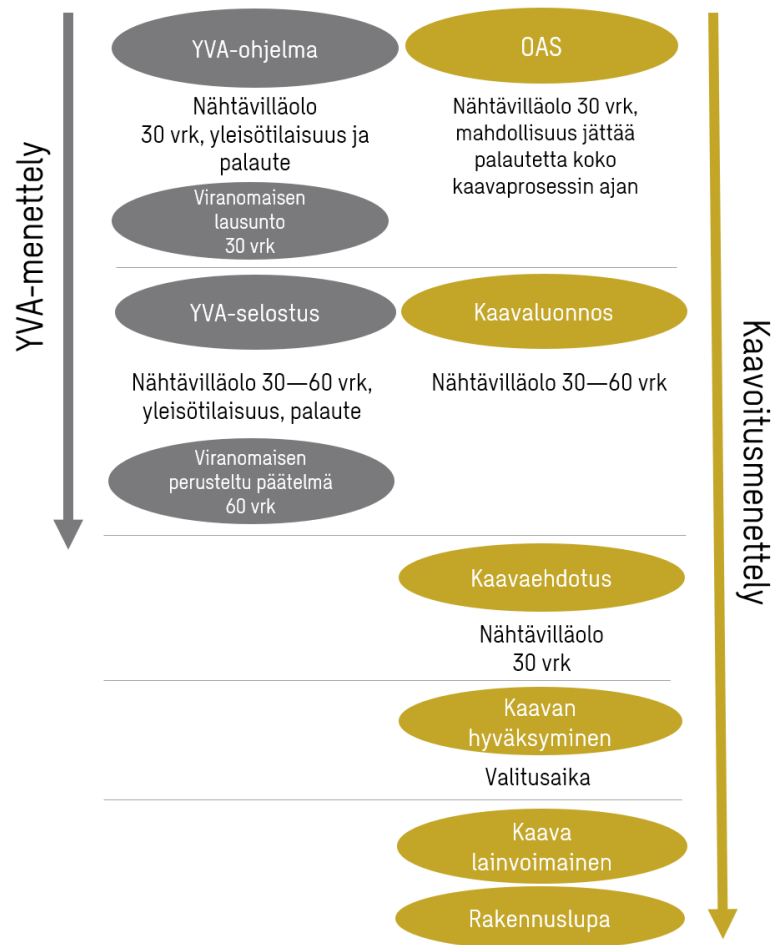 YVA-menettely
YVA-ohjelma
Nähtävilläolo
30 vrk, yleisötilaisuus ja
palaute
Viranomaisen
lausunto
30 vrk
OAS
Nähtävilläolo 30 vrk,
mahdollisuus jättää
palautetta koko
kaavaprosessin ajan
YVA-selostus
Nähtävilläolo 30—60 vrk,
yleisötilaisuus, palaute
Viranomaisen
perusteltu päätelmä
60 vrk
Kaavaluonnos
Nähtävilläolo 30—60 vrk
Kaavaehdotus
Nähtävilläolo
30 vrk
Kaavan
hyväksyminen
Valitusaika
Kaava
lainvoimainen
Rakennuslupa
Kaavoitusmenettely